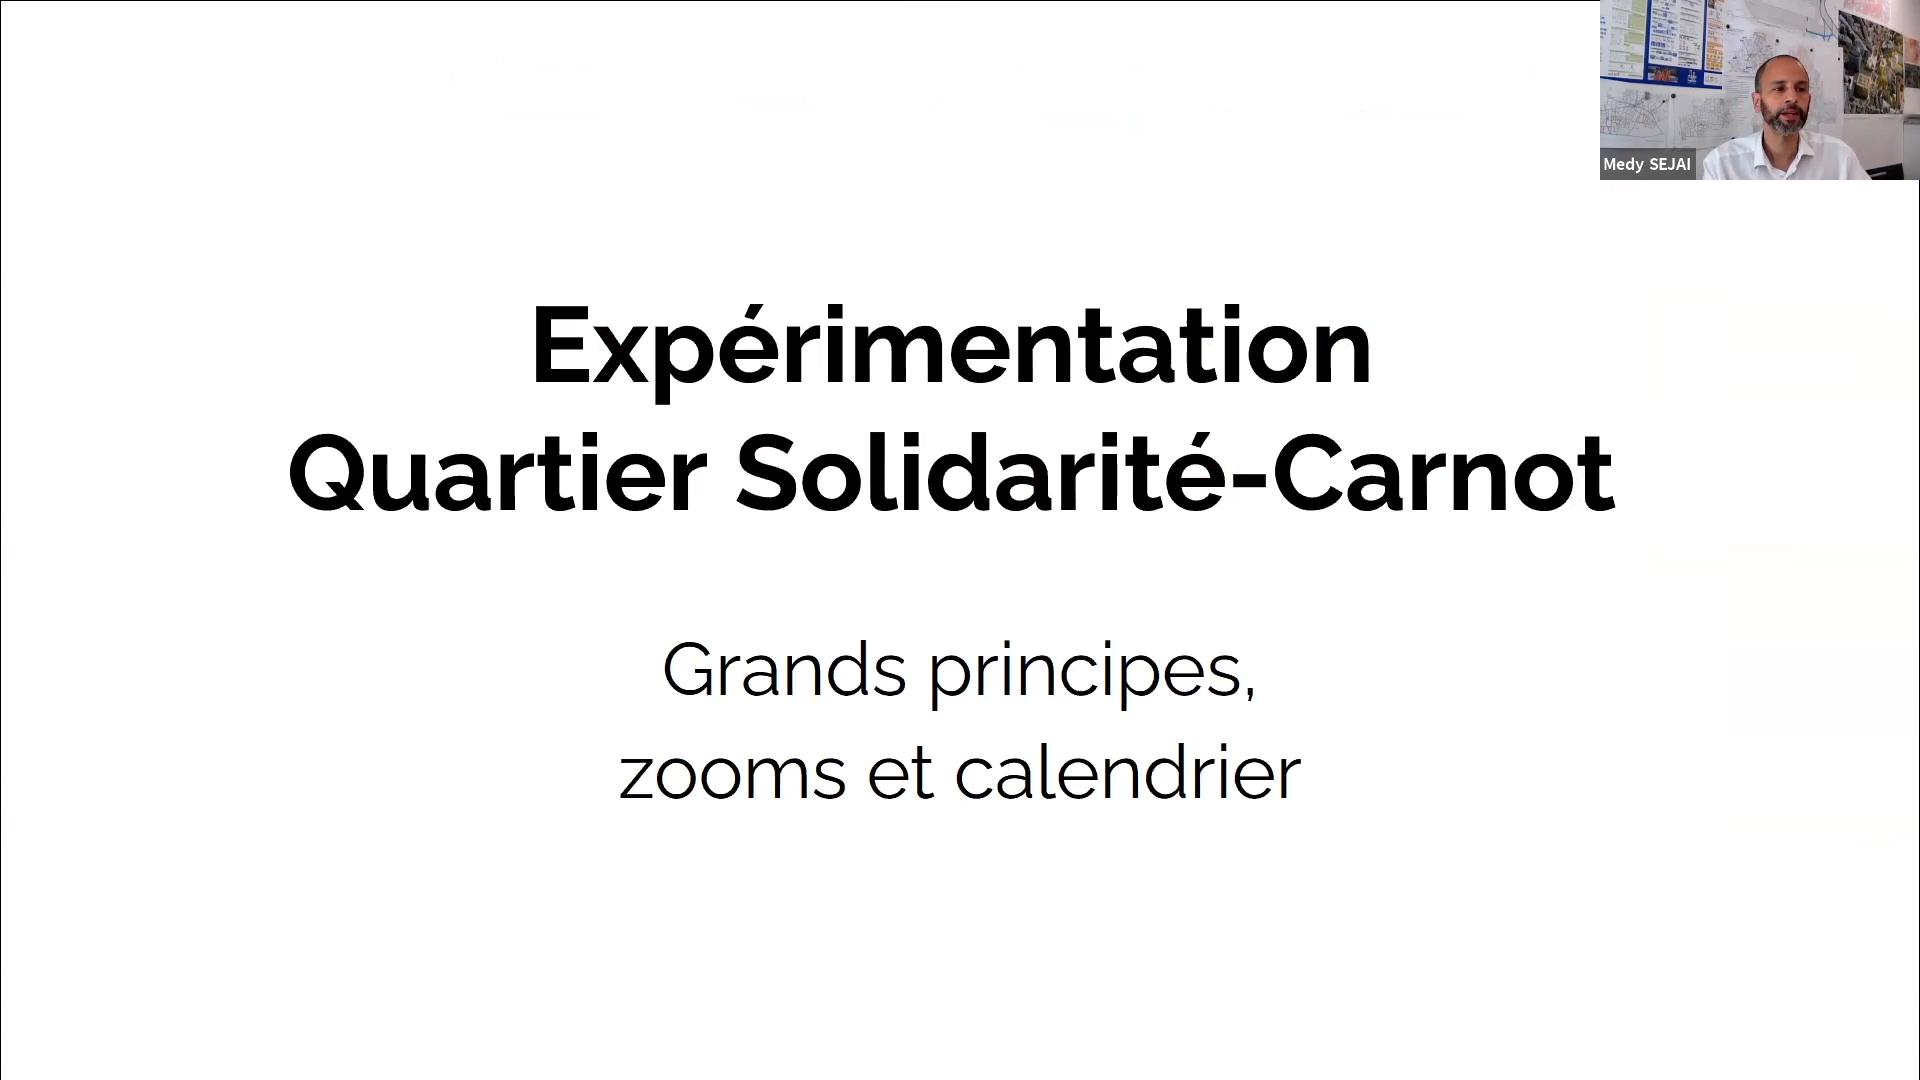 Medy SEJAI
Expérimentation
Quartier Solidarité-Carnot
Grands principes,
zooms et calendrier